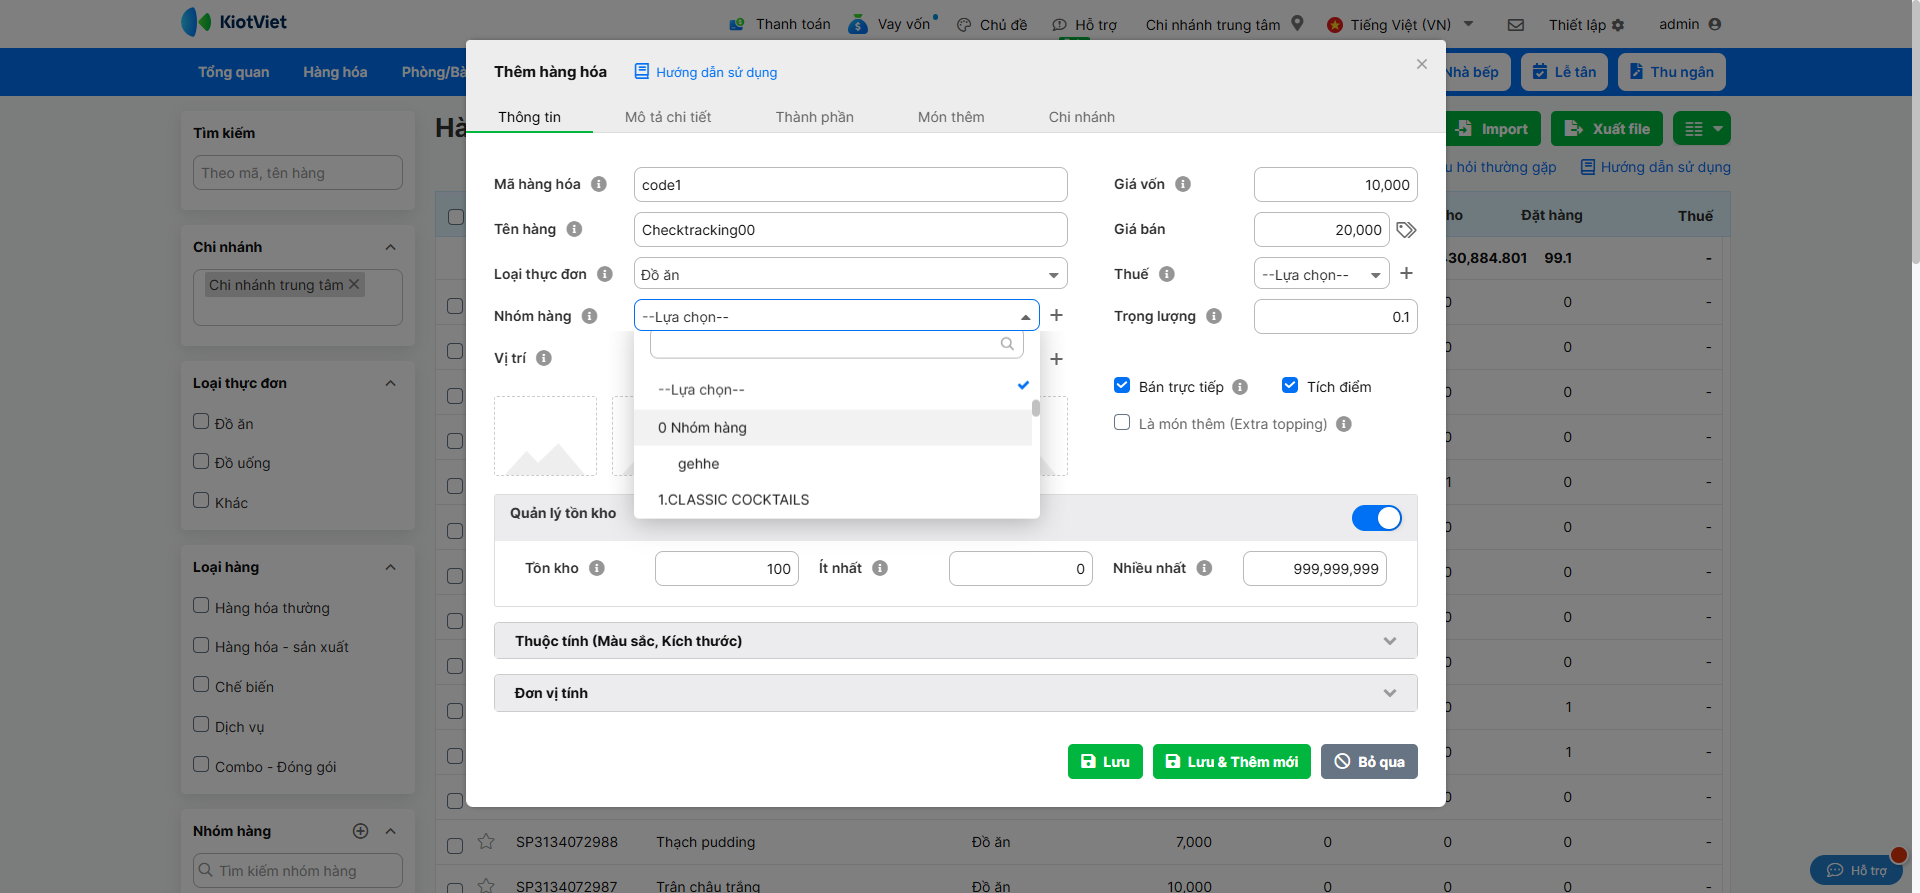 KiotViet
Thanh toán
Vay vốn
Chủ đề
Hỗ trợ
Chi nhánh trung tâm
Tiếng Việt (VN)
Thiết lập
admin
Tổng quan
Hàng hóa
Phòng/Bà
Nhà bếp
Lễ tân
Thu ngân
Thêm hàng hóa
Hướng dẫn sử dụng
Thông tin
Mô tả chi tiết
Thành phần
Món thêm
Chi nhánh
Tìm kiếm
Theo mã, tên hàng
Hà
Import
Xuất file
u hỏi thường gặp
Hướng dẫn sử dụng
Mã hàng hóa
code1
Giá vốn
10,000
Tên hàng
Checktracking00
Giá bán
20,000
ho
Đặt hàng
Thuế
Chi nhánh
Chi nhánh trung tâm
30,884.801
99.1
-
Loại thực đơn
Đồ ăn
Thuế
--Lựa chọn--
Nhóm hàng
--Lựa chọn--
Trọng lượng
0.1
0
0
-
Vị trí
0
0
-
--Lựa chọn--
0 Nhóm hàng
gehhe
1.CLASSIC COCKTAILS
Bán trực tiếp
Tích điểm
Là món thêm (Extra topping)
Loại thực đơn
Đồ ăn
Đồ uống
Khác
0
0
-
0
0
-
1
0
-
Quản lý tồn kho
0
0
-
Tồn kho
100
Ít nhất
0
Nhiều nhất
999,999,999
0
0
-
Loại hàng
Hàng hóa thường
Hàng hóa - sản xuất
Chế biến
Dịch vụ
Combo - Đóng gói
0
0
-
Thuộc tính (Màu sắc, Kích thước)
0
0
-
Đơn vị tính
0
1
-
Lưu
Lưu & Thêm mới
Bỏ qua
0
1
-
0
0
-
Nhóm hàng
Tìm kiếm nhóm hàng
SP3134072988
Thạch pudding
Đồ ăn
7,000
0
0
0
-
SP3134072987
Trân châu trắng
Đồ ăn
10,000
0
0
0
-
Hỗ trợ